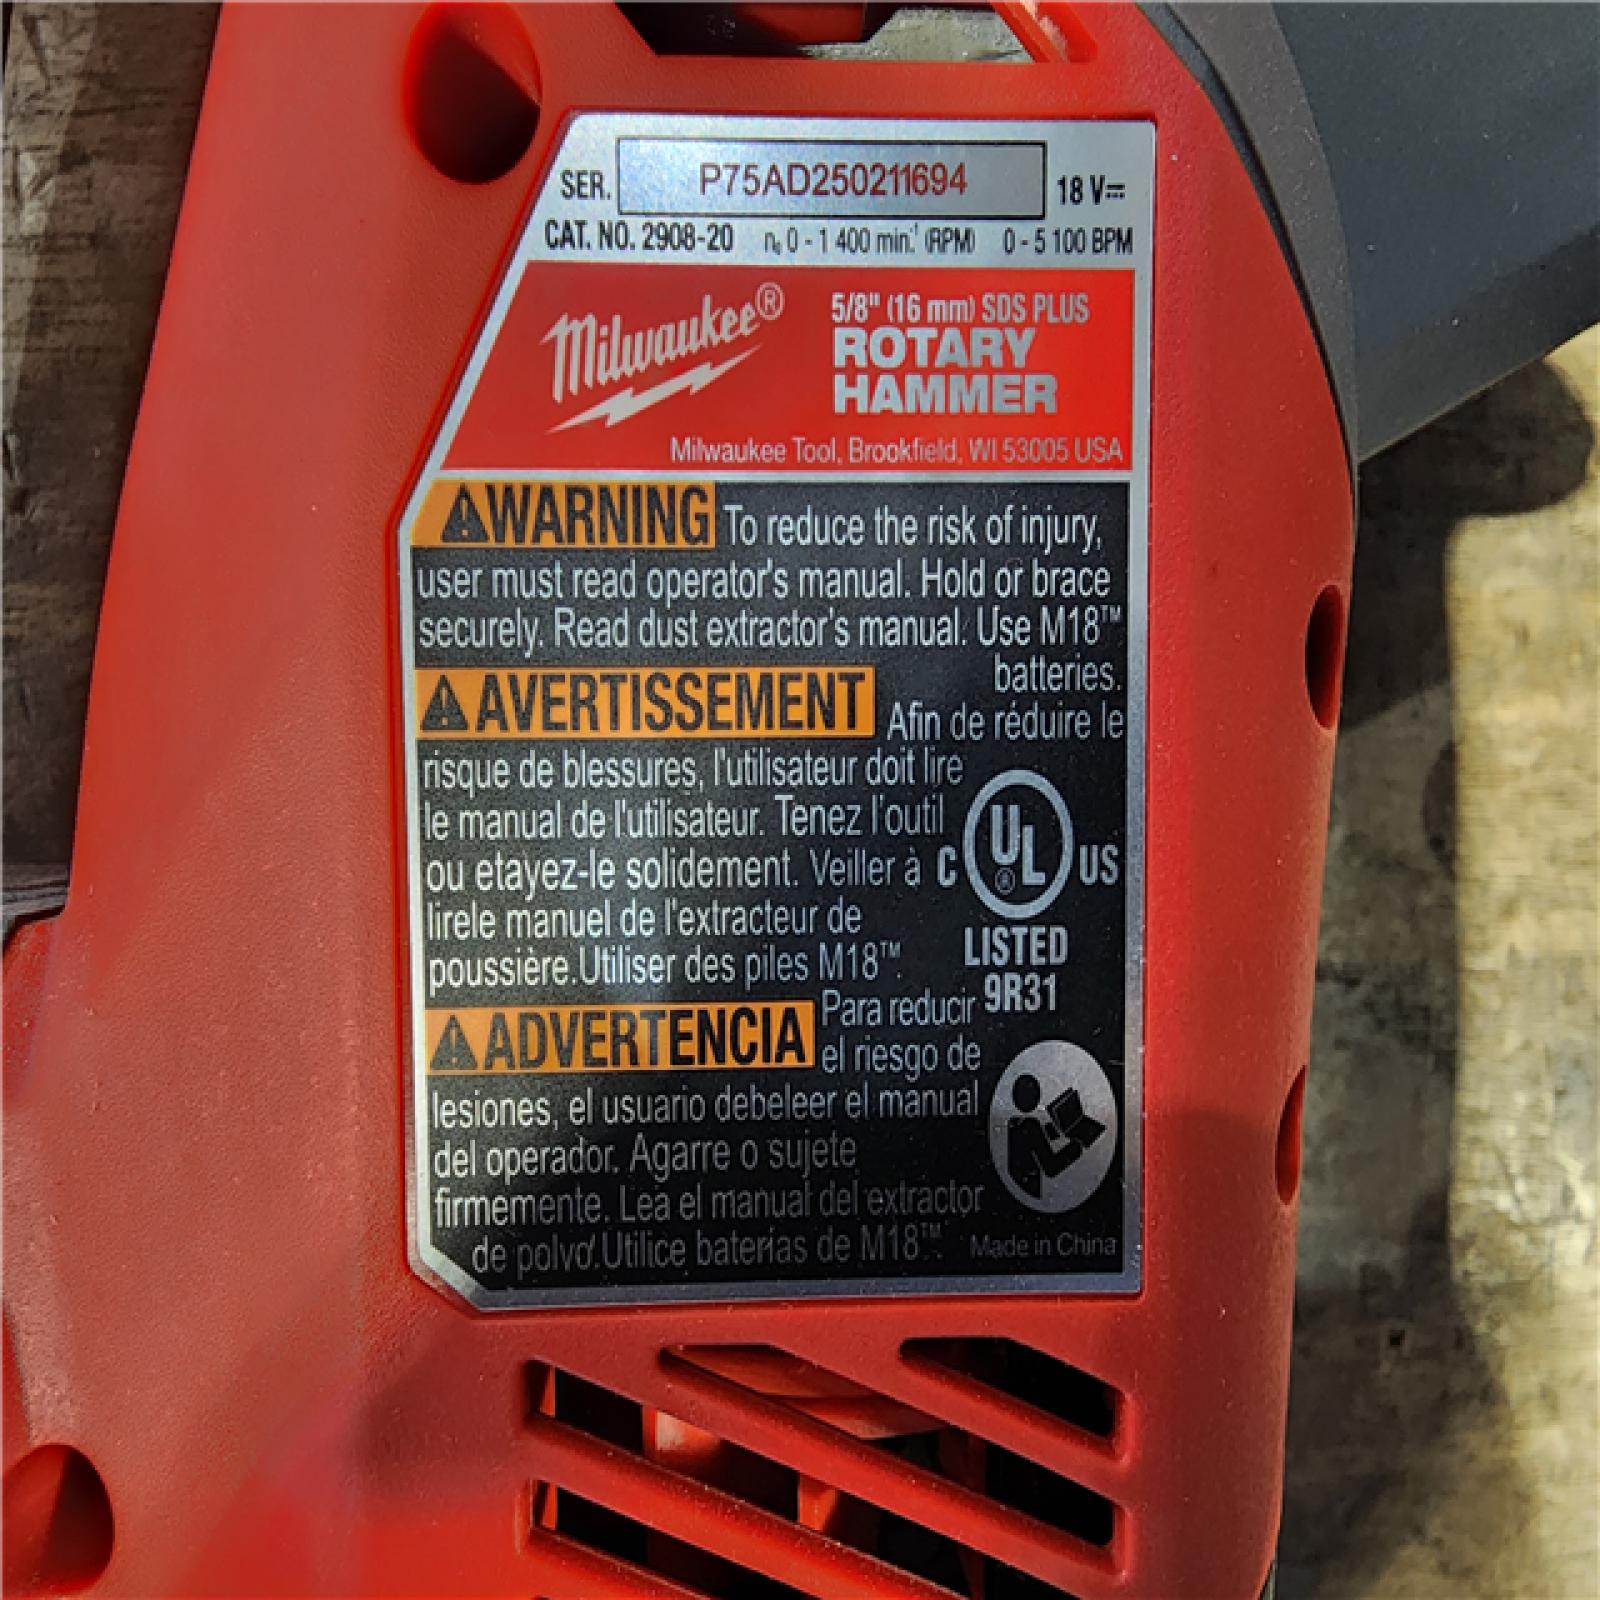 SER. P75AD250211694 18 V⎓
CAT. NO. 2908-20 n₀ 0 - 1 400 min.⁻¹ (RPM) 0 - 5 100 BPM
Milwaukee®
5/8" (16 mm) SDS PLUS
ROTARY
HAMMER
Milwaukee Tool, Brookfield, WI 53005 USA
⚠WARNING To reduce the risk of injury,
user must read operator's manual. Hold or brace
securely. Read dust extractor's manual. Use M18™
batteries.
⚠AVERTISSEMENT Afin de réduire le
risque de blessures, l'utilisateur doit lire
le manual de l'utilisateur. Tenez l'outil
ou etayez-le solidement. Veiller à
lirele manuel de l'extracteur de
poussière.Utiliser des piles M18™.
C UL® US
LISTED
9R31
⚠ADVERTENCIA Para reducir
el riesgo de
lesiones, el usuario debeleer el manual
del operador. Agarre o sujete
firmemente. Lea el manual del extractor
de polvo.Utilice baterías de M18™.
Made in China